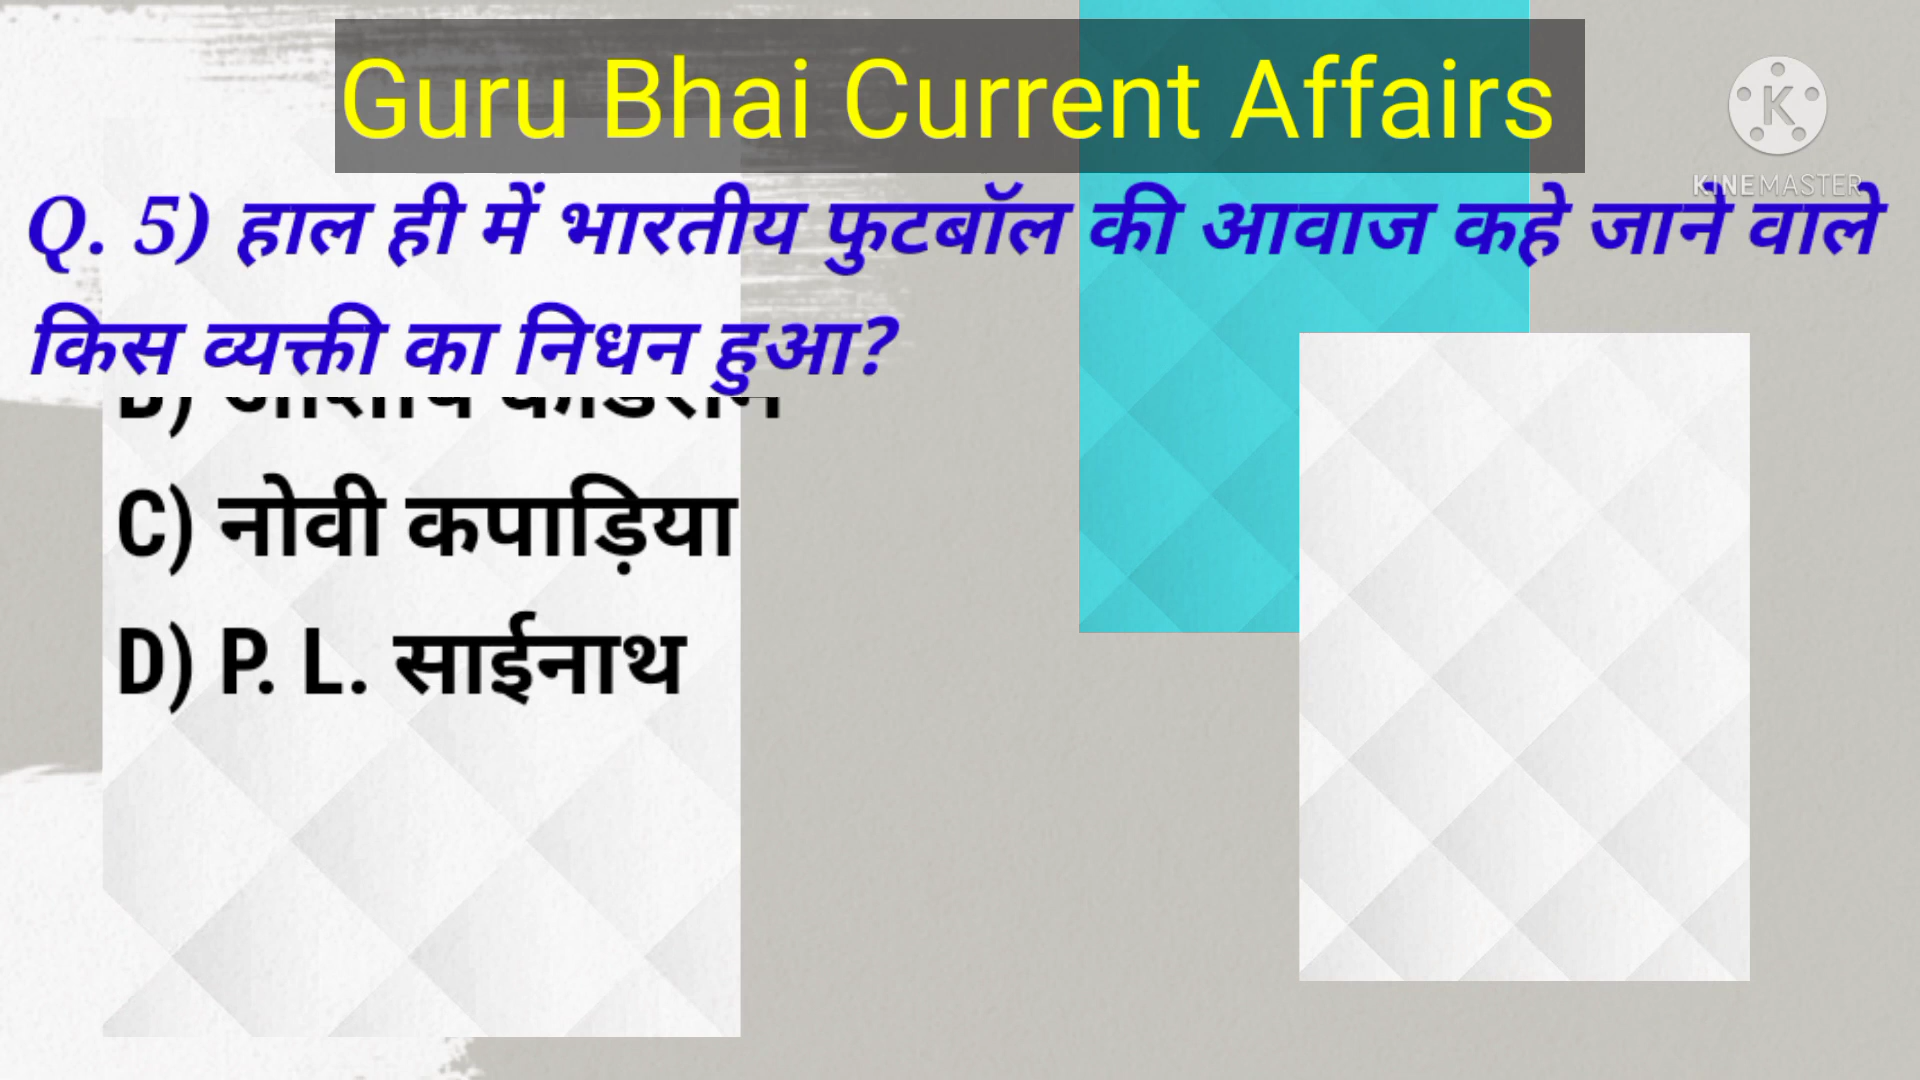 Guru Bhai Current Affairs
KINEMASTER
Q. 5) हाल ही में भारतीय फुटबॉल की आवाज कहे जाने वाले
किस व्यक्ती का निधन हुआ?
B)
C) नोवी कपाड़िया
D) P. L. साईनाथ